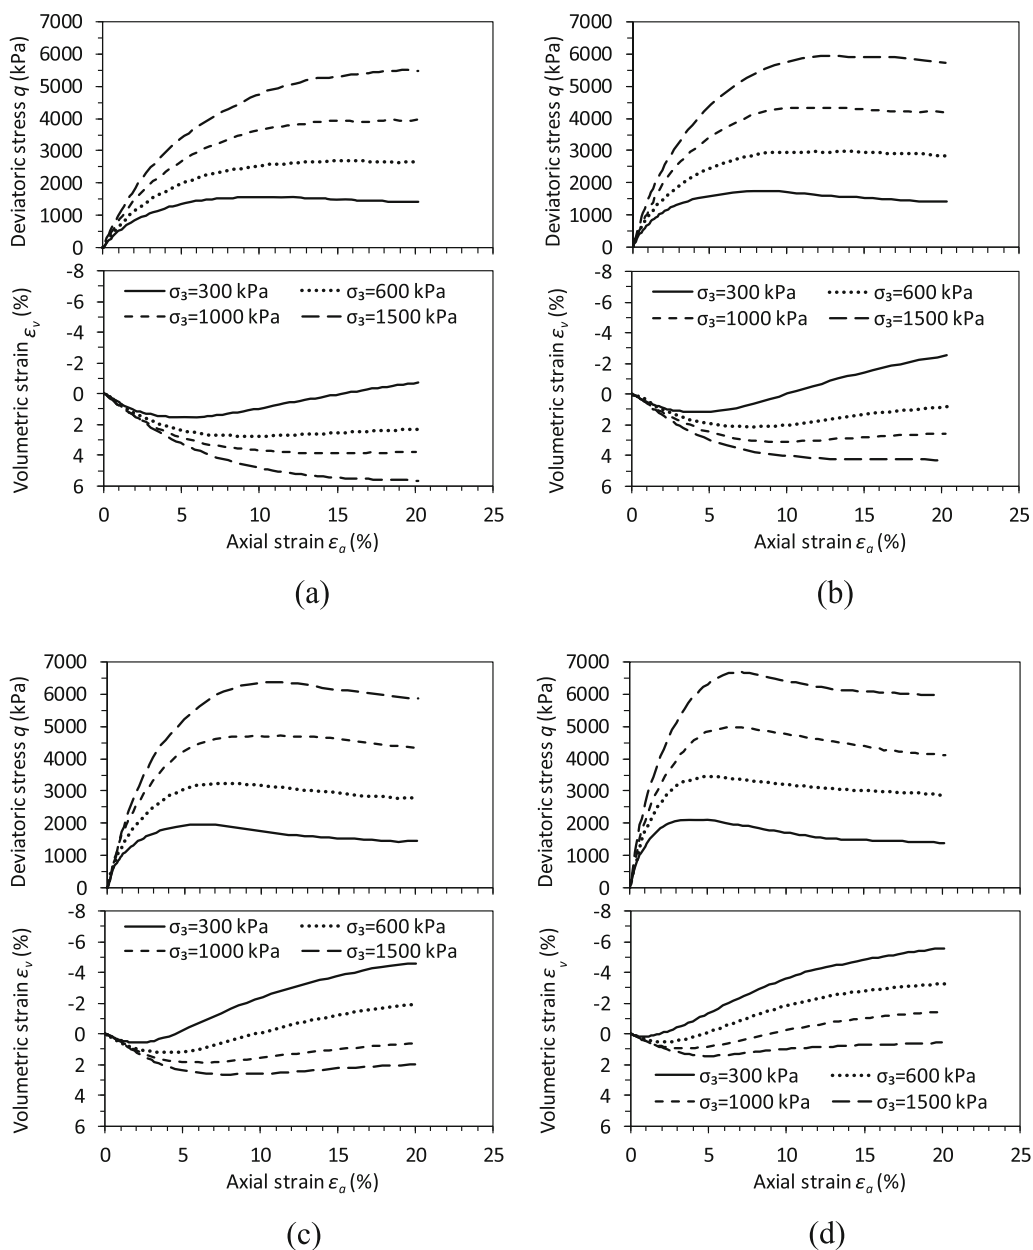 7000
6000
5000
4000
3000
2000
1000
0
Deviatoric stress q (kPa)
-8
-6
-4
-2
0
2
4
6
Volumetric strain εᵥ (%)
σ₃=300 kPa
σ₃=600 kPa
σ₃=1000 kPa
σ₃=1500 kPa
0 5 10 15 20 25
Axial strain εₐ (%)
(a)
7000
6000
5000
4000
3000
2000
1000
0
Deviatoric stress q (kPa)
-8
-6
-4
-2
0
2
4
6
Volumetric strain εᵥ (%)
σ₃=300 kPa
σ₃=600 kPa
σ₃=1000 kPa
σ₃=1500 kPa
0 5 10 15 20 25
Axial strain εₐ (%)
(b)
7000
6000
5000
4000
3000
2000
1000
0
Deviatoric stress q (kPa)
-8
-6
-4
-2
0
2
4
6
Volumetric strain εᵥ (%)
σ₃=300 kPa
σ₃=600 kPa
σ₃=1000 kPa
σ₃=1500 kPa
0 5 10 15 20 25
Axial strain εₐ (%)
(c)
7000
6000
5000
4000
3000
2000
1000
0
Deviatoric stress q (kPa)
-8
-6
-4
-2
0
2
4
6
Volumetric strain εᵥ (%)
σ₃=300 kPa
σ₃=600 kPa
σ₃=1000 kPa
σ₃=1500 kPa
0 5 10 15 20 25
Axial strain εₐ (%)
(d)